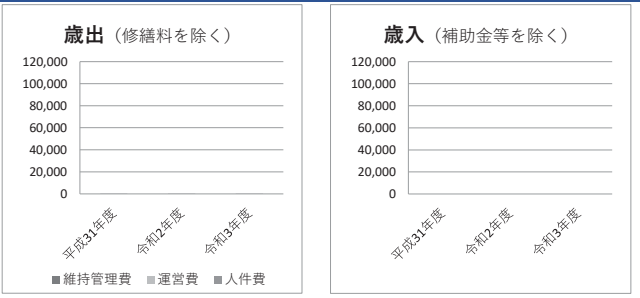 歳出（修繕料を除く）
120,000
100,000
80,000
60,000
40,000
20,000
0
平成31年度
令和2年度
令和3年度
■維持管理費 ■運営費 ■人件費
歳入（補助金等を除く）
120,000
100,000
80,000
60,000
40,000
20,000
0
平成31年度
令和2年度
令和3年度